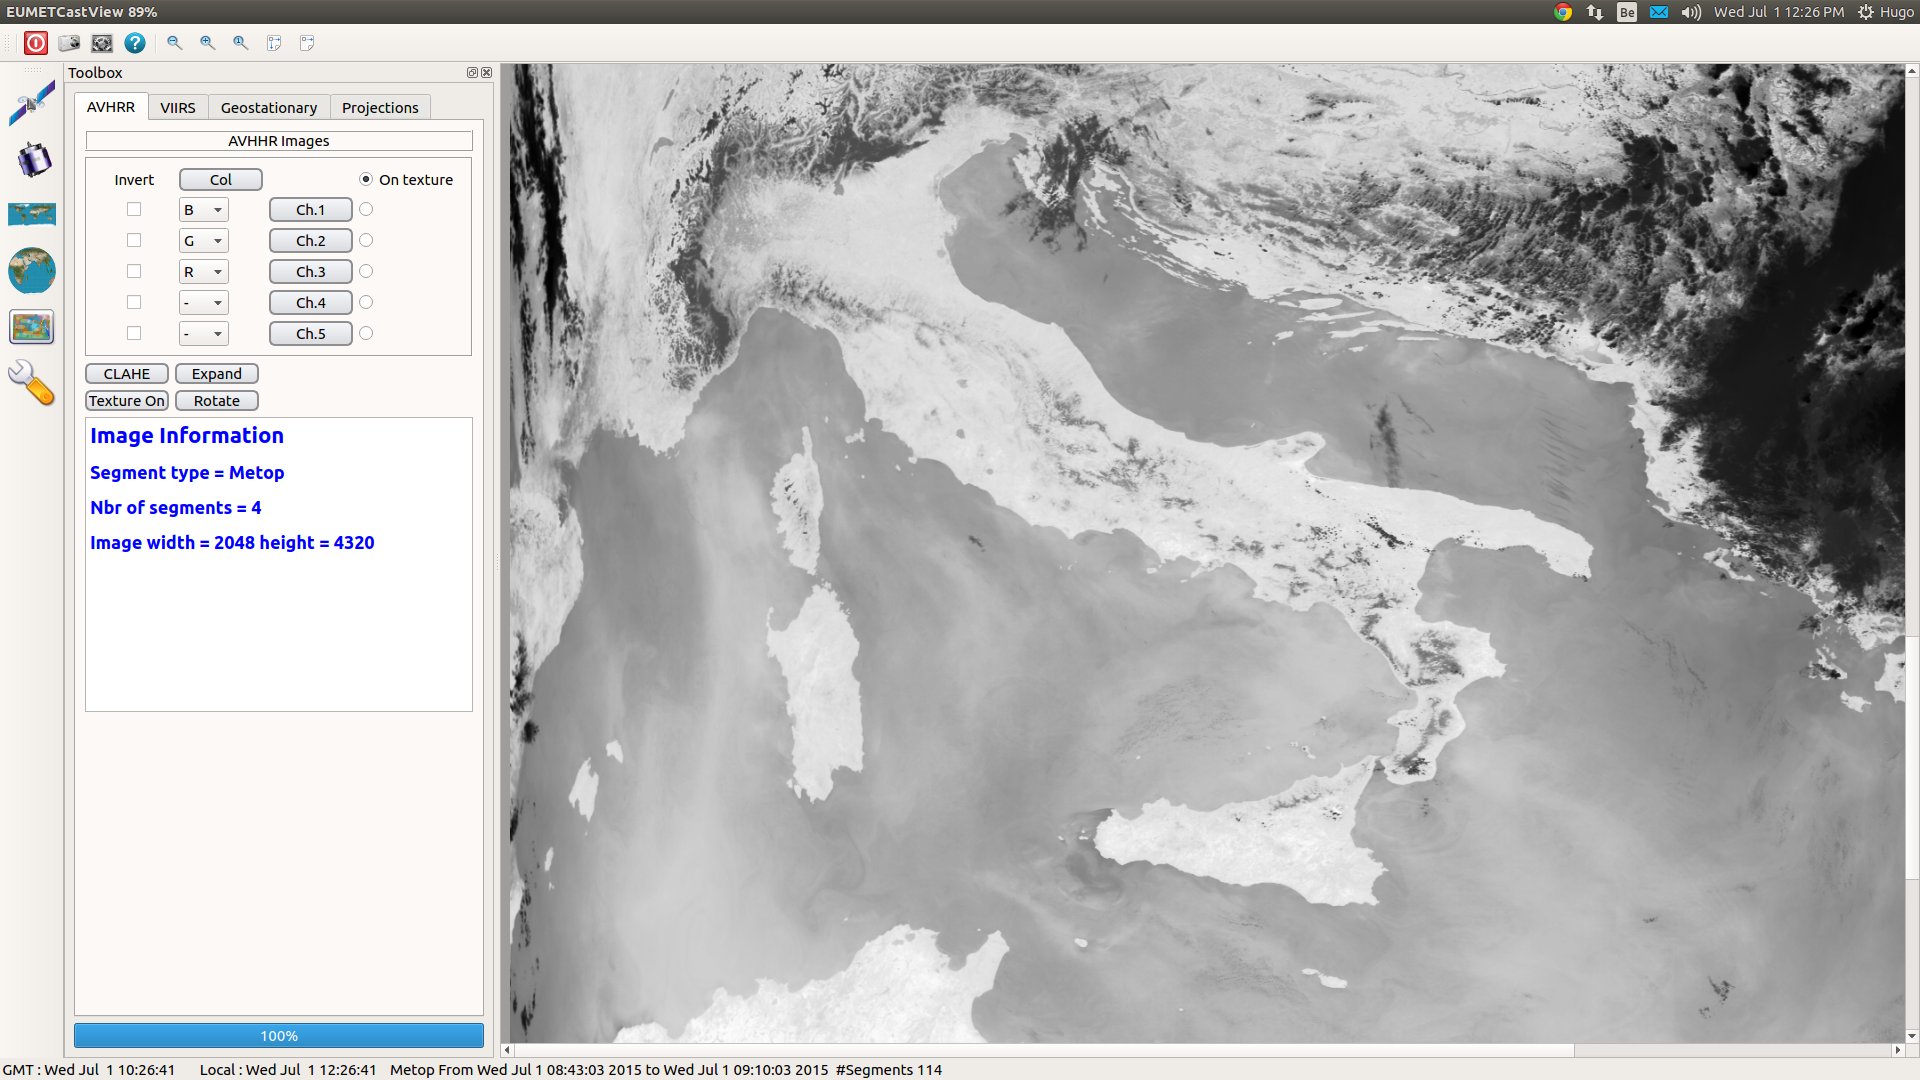 EUMETCastView 89%
Be
Wed Jul 1 12:26 PM
Hugo
Toolbox
AVHRR
VIIRS
Geostationary
Projections
AVHHR Images
Invert
Col
On texture
B
Ch.1
G
Ch.2
R
Ch.3
-
Ch.4
-
Ch.5
CLAHE
Expand
Texture On
Rotate
Image Information
Segment type = Metop
Nbr of segments = 4
Image width = 2048 height = 4320
100%
GMT : Wed Jul 1 10:26:41
Local : Wed Jul 1 12:26:41
Metop From Wed Jul 1 08:43:03 2015 to Wed Jul 1 09:10:03 2015 #Segments 114